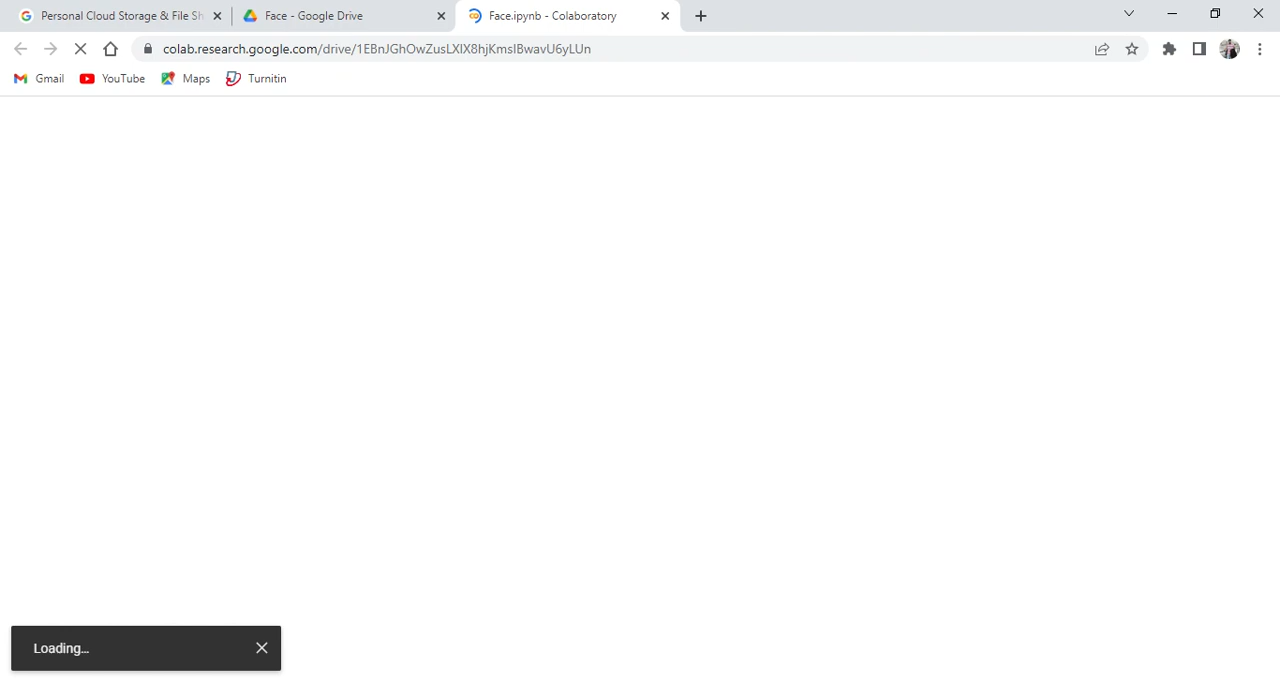 Personal Cloud Storage & File Sh
Face - Google Drive
Face.ipynb - Colaboratory
colab.research.google.com/drive/1EBnJGhOwZusLXIX8hjKmsIBwavU6yLUn
Gmail
YouTube
Maps
Turnitin
Loading...